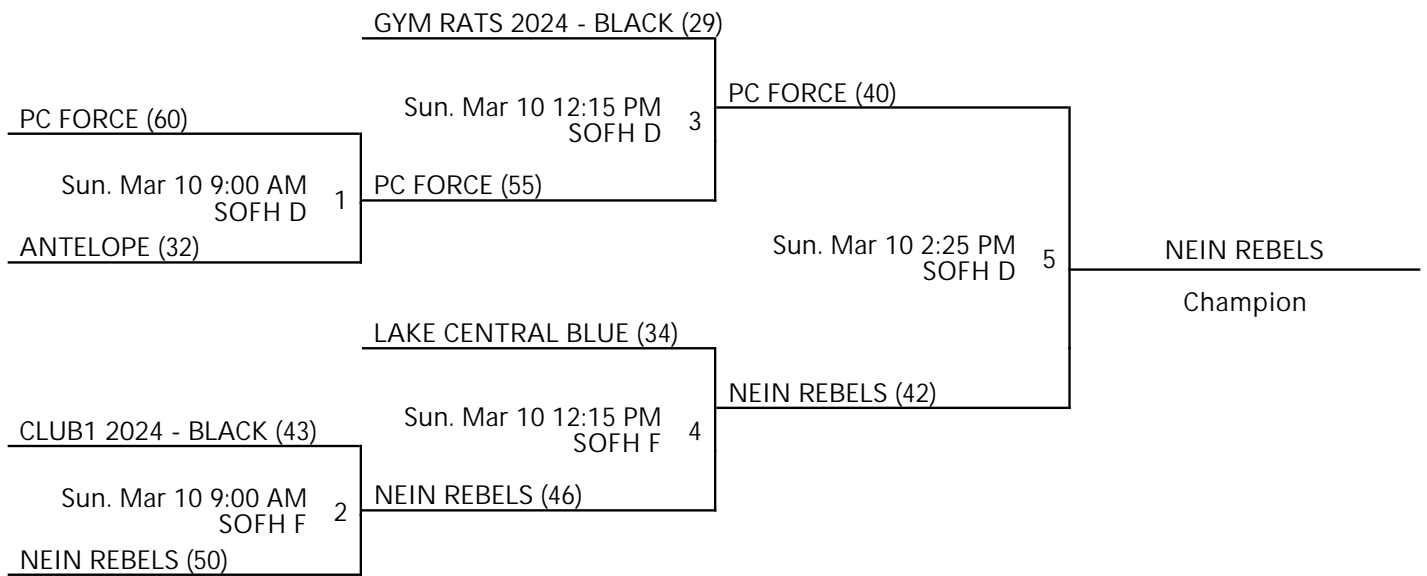 GYM RATS 2024 - BLACK (29)
PC FORCE (60)
Sun. Mar 10 12:15 PM
SOFH D
3
PC FORCE (40)
Sun. Mar 10 9:00 AM
SOFH D
1
PC FORCE (55)
ANTELOPE (32)
Sun. Mar 10 2:25 PM
SOFH D
5
NEIN REBELS
Champion
LAKE CENTRAL BLUE (34)
CLUB1 2024 - BLACK (43)
Sun. Mar 10 12:15 PM
SOFH F
4
NEIN REBELS (42)
Sun. Mar 10 9:00 AM
SOFH F
2
NEIN REBELS (46)
NEIN REBELS (50)